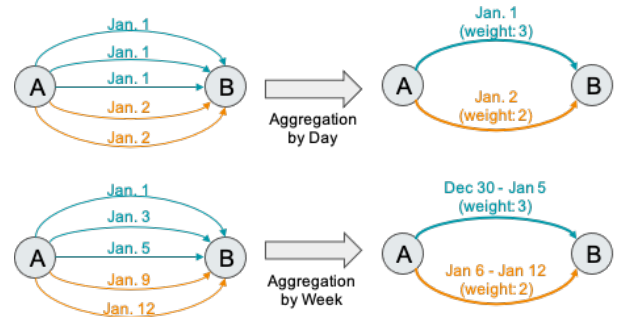 Jan. 1
Jan. 1
Jan. 1
Jan. 2
Jan. 2
A
B
Aggregation
by Day
Jan. 1
(weight: 3)
A
B
Jan. 2
(weight: 2)
Jan. 1
Jan. 3
Jan. 5
Jan. 9
Jan. 12
A
B
Aggregation
by Week
Dec 30 - Jan 5
(weight: 3)
A
B
Jan 6 - Jan 12
(weight: 2)